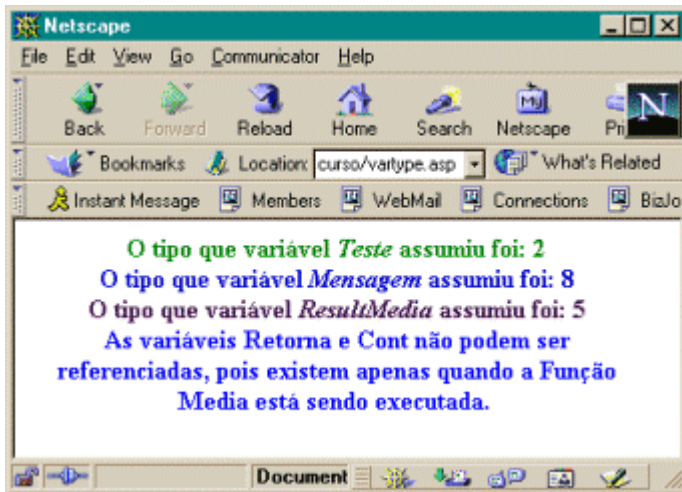 Netscape
File Edit View Go Communicator Help
Back Forward Reload Home Search Netscape Pri
My
N
Bookmarks Location: curso/vartype.asp What's Related
Instant Message Members WebMail Connections BizJo
O tipo que variável Teste assumiu foi: 2
O tipo que variável Mensagem assumiu foi: 8
O tipo que variável ResultMedia assumiu foi: 5
As variáveis Retorna e Cont não podem ser
referenciadas, pois existem apenas quando a Função
Media está sendo executada.
Document